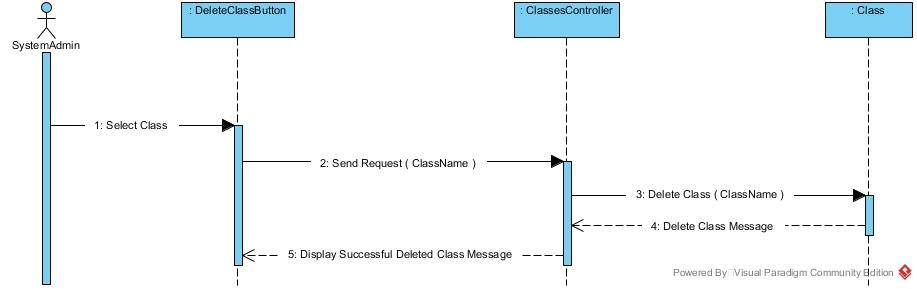 : DeleteClassButton
: ClassesController
: Class
SystemAdmin
1: Select Class
2: Send Request ( ClassName )
3: Delete Class ( ClassName )
4: Delete Class Message
5: Display Successful Deleted Class Message
Powered By Visual Paradigm Community Edition